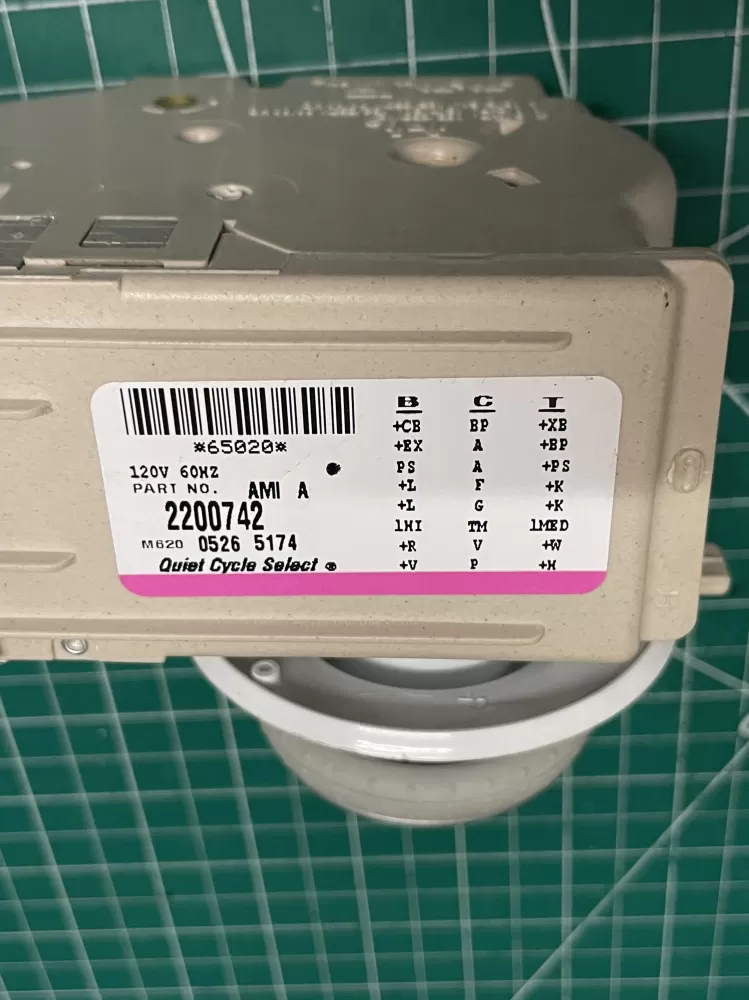 *65020*
120V 60HZ
PART NO. AMI A
2200742
M620 0526 5174
Quiet Cycle Select ®
B C T
+CB BP +XB
+EX A +BP
PS A +PS
+L F +K
+L G +K
1HI TM 1MED
+R V +W
+V P +H